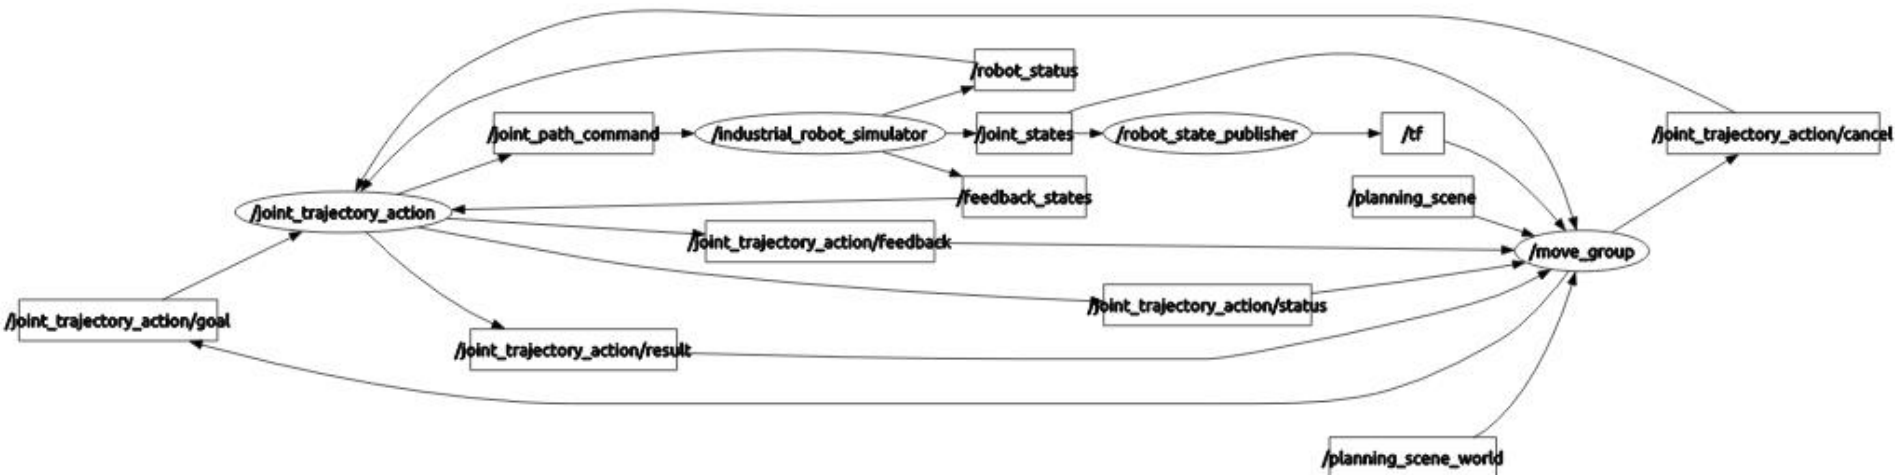 /robot_status
/joint_path_command
/industrial_robot_simulator
/joint_states
/robot_state_publisher
/tf
/joint_trajectory_action/cancel
/joint_trajectory_action
/feedback_states
/planning_scene
/joint_trajectory_action/feedback
/move_group
/joint_trajectory_action/status
/joint_trajectory_action/goal
/joint_trajectory_action/result
/planning_scene_world